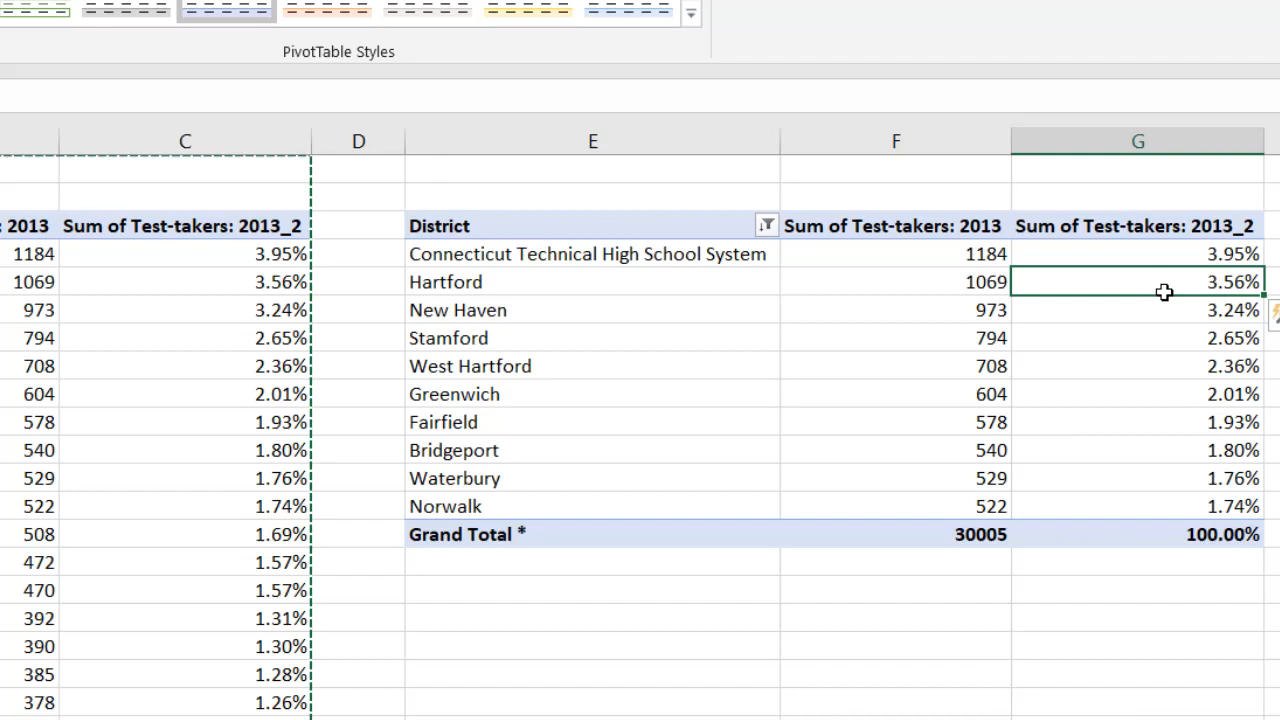 PivotTable Styles
C D E F G
: 2013 Sum of Test-takers: 2013_2 District Sum of Test-takers: 2013 Sum of Test-takers: 2013_2
1184 3.95% Connecticut Technical High School System 1184 3.95%
1069 3.56% Hartford 1069 3.56%
973 3.24% New Haven 973 3.24%
794 2.65% Stamford 794 2.65%
708 2.36% West Hartford 708 2.36%
604 2.01% Greenwich 604 2.01%
578 1.93% Fairfield 578 1.93%
540 1.80% Bridgeport 540 1.80%
529 1.76% Waterbury 529 1.76%
522 1.74% Norwalk 522 1.74%
508 1.69% Grand Total * 30005 100.00%
472 1.57%
470 1.57%
392 1.31%
390 1.30%
385 1.28%
378 1.26%